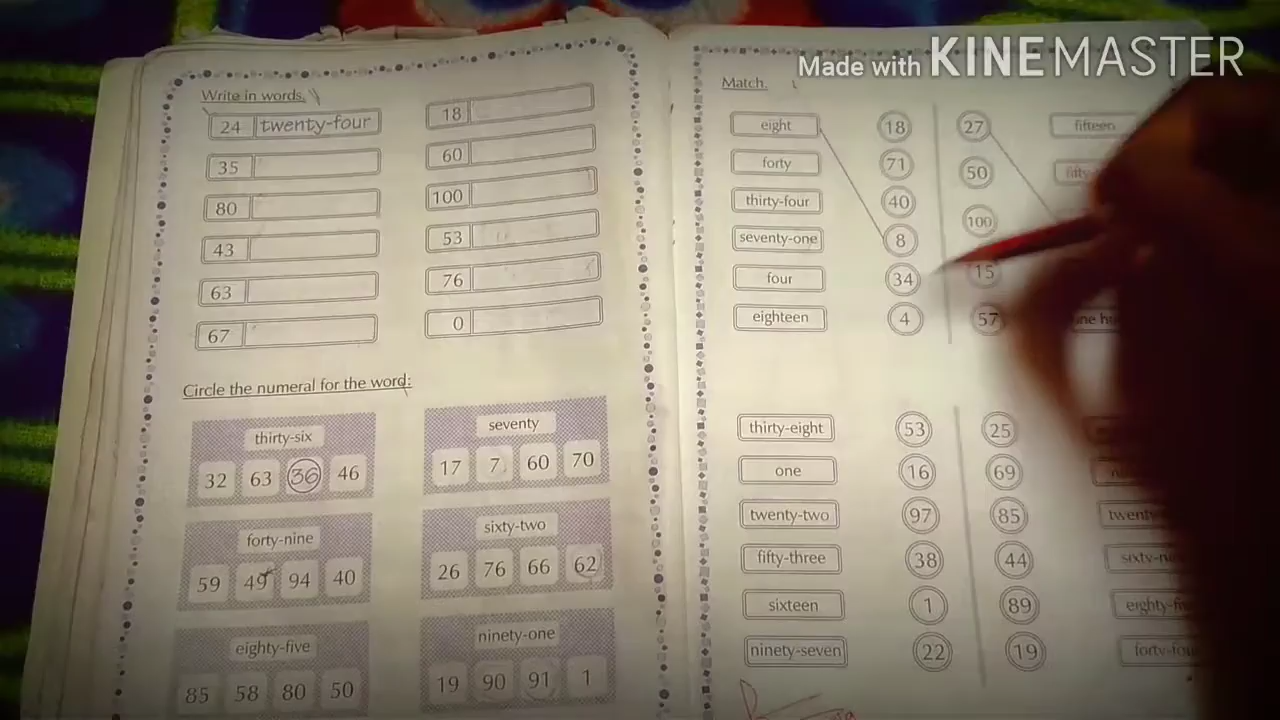 Made with KINEMASTER
Write in words.
24 twenty-four
35
80
43
63
67
18
60
100
53
76
0
Circle the numeral for the word:
thirty-six
32 63 36 46
seventy
17 7 60 70
forty-nine
59 49 94 40
sixty-two
26 76 66 62
eighty-five
85 58 80 50
ninety-one
19 90 91 1
Match.
eight 18
forty 71
thirty-four 40
seventy-one 8
four 34
eighteen 4
27 fifteen
50
100
15
57
thirty-eight 53
one 16
twenty-two 97
fifty-three 38
sixteen 1
ninety-seven 22
25
69
85
44
89
19